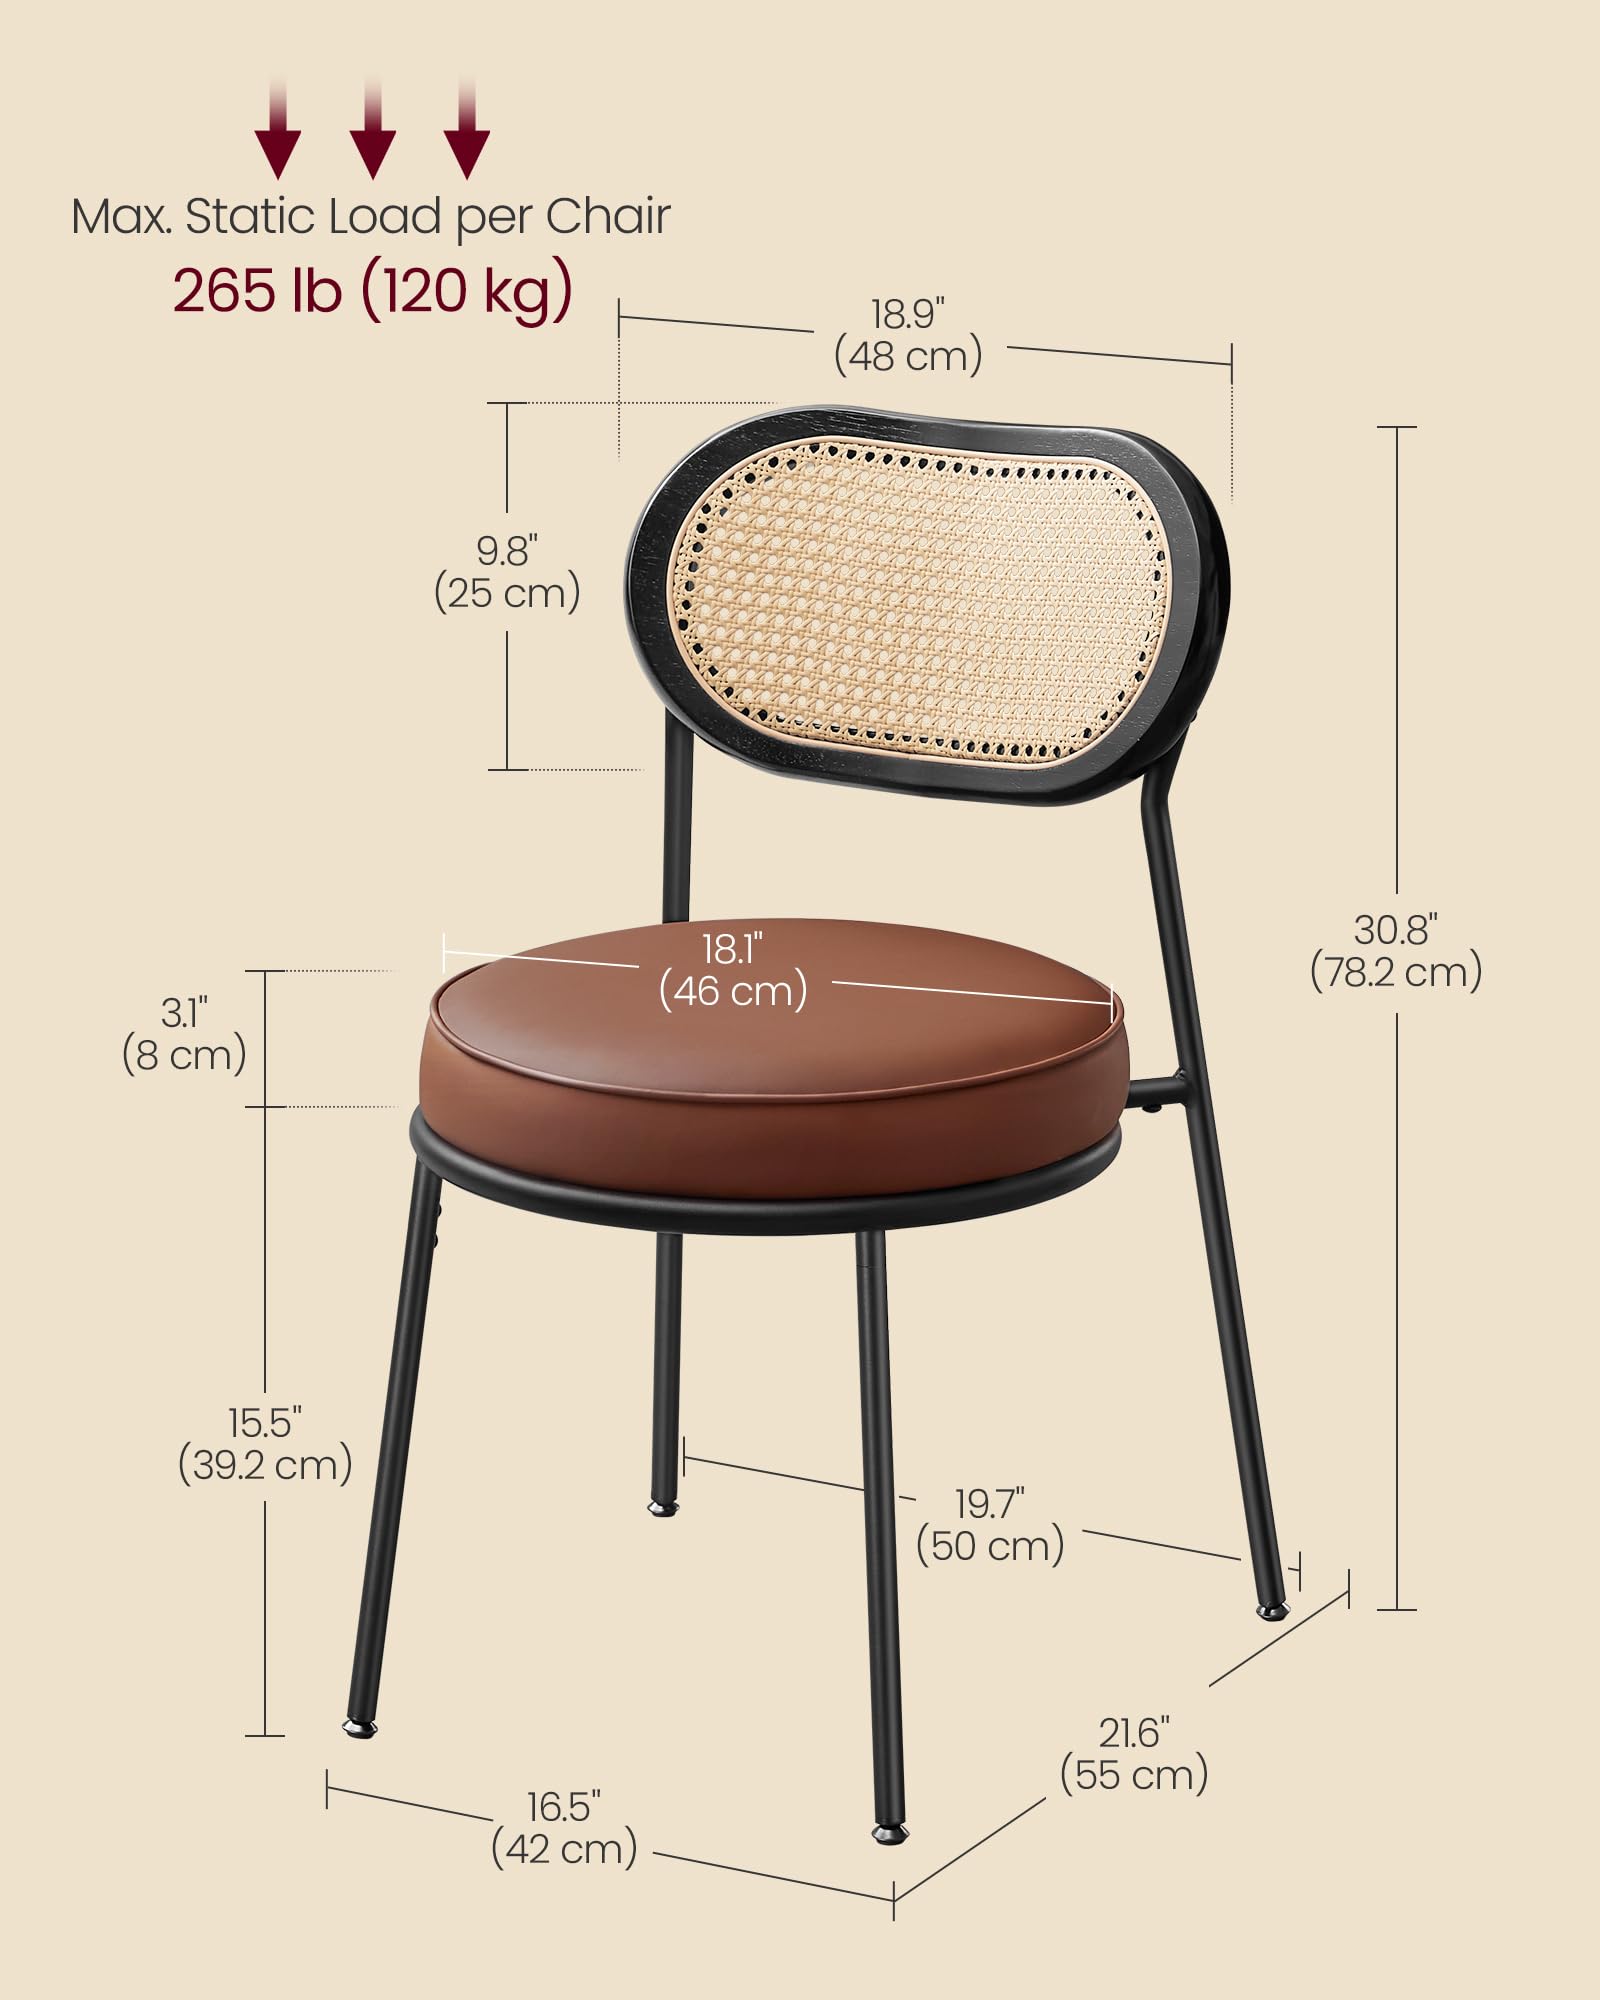 Max. Static Load per Chair
265 lb (120 kg)
18.9"
(48 cm)
9.8"
(25 cm)
30.8"
(78.2 cm)
18.1"
(46 cm)
3.1"
(8 cm)
15.5"
(39.2 cm)
19.7"
(50 cm)
21.6"
(55 cm)
16.5"
(42 cm)